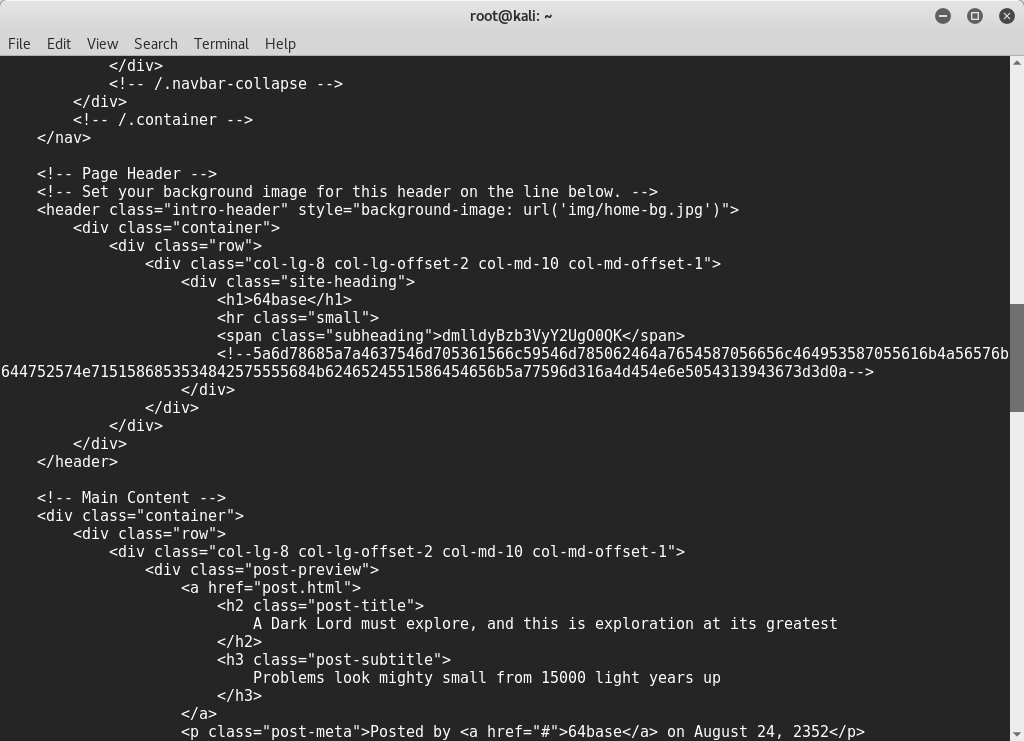 root@kali: ~
File Edit View Search Terminal Help
</div>
<!-- /.navbar-collapse -->
</div>
<!-- /.container -->
</nav>
<!-- Page Header -->
<!-- Set your background image for this header on the line below. -->
<header class="intro-header" style="background-image: url('img/home-bg.jpg')">
<div class="container">
<div class="row">
<div class="col-lg-8 col-lg-offset-2 col-md-10 col-md-offset-1">
<div class="site-heading">
<h1>64base</h1>
<hr class="small">
<span class="subheading">dmlldyBzb3VyY2UgO0QK</span>
<!--5a6d78685a7a4637546d705361566c59546d785062464a7654587056656c464953587055616b4a56576b
644752574e7151586853534842575555684b6246524551586454656b5a77596d316a4d454e6e5054313943673d3d0a-->
</div>
</div>
</div>
</div>
</header>
<!-- Main Content -->
<div class="container">
<div class="row">
<div class="col-lg-8 col-lg-offset-2 col-md-10 col-md-offset-1">
<div class="post-preview">
<a href="post.html">
<h2 class="post-title">
A Dark Lord must explore, and this is exploration at its greatest
</h2>
<h3 class="post-subtitle">
Problems look mighty small from 15000 light years up
</h3>
</a>
<p class="post-meta">Posted by <a href="#">64base</a> on August 24, 2352</p>